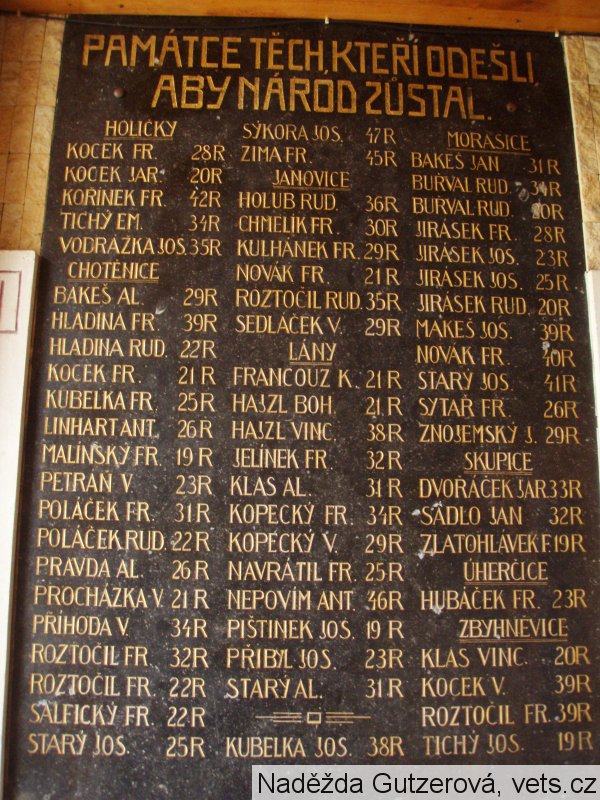 PAMÁTCE TĚCH, KTEŘÍ ODEŠLI,
ABY NÁROD ZŮSTAL.
HOLIČKY
KOCEK FR. 28R
KOCEK JAR. 20R
KOŘÍNEK FR. 42R
TICHÝ EM. 34R
VODRÁŽKA JOS. 35R
CHOTĚNICE
BAKEŠ AL. 29R
HLADINA FR. 39R
HLADINA RUD. 22R
KOCEK FR. 21R
KUBELKA FR. 25R
LINHART ANT. 26R
MALÍNSKÝ FR. 19R
PETRÁŇ V. 23R
POLÁČEK FR. 31R
POLÁČEK RUD. 22R
PRAVDA AL. 26R
PROCHÁZKA V. 21R
PŘÍHODA V. 34R
ROZTOČIL FR. 32R
ROZTOČIL FR. 22R
SALFICKÝ FR. 22R
STARÝ JOS. 25R
SÝKORA JOS. 47R
ZIMA FR. 45R
JANOVICE
HOLUB RUD. 36R
CHMELÍK FR. 30R
KULHÁNEK FR. 29R
NOVÁK FR. 21R
ROZTOČIL RUD. 35R
SEDLÁČEK V. 29R
LÁNY
FRANCOUZ K. 21R
HAJZL BOH. 21R
HAJZL VINC. 38R
JELÍNEK FR. 32R
KLAS AL. 31R
KOPECKÝ FR. 34R
KOPECKÝ V. 29R
NAVRÁTIL FR. 25R
NEPOVÍM ANT. 46R
PIŠTINEK JOS. 19R
PŘIBYL JOS. 23R
STARÝ AL. 31R
KUBELKA JOS. 38R
MORAŠICE
BAKEŠ JAN 31R
BUŘVAL RUD. 34R
BUŘVAL RUD. 20R
JIRÁSEK FR. 28R
JIRÁSEK JOS. 23R
JIRÁSEK JOS. 25R
JIRÁSEK RUD. 20R
MAKEŠ JOS. 39R
NOVÁK FR. 40R
STARÝ JOS. 41R
SYTAŘ FR. 26R
ZNOJEMSKÝ J. 29R
SKUPICE
DVOŘÁČEK JAR. 33R
SÁDLO JAN 32R
ZLATOHLÁVEK F. 19R
ÚHERČICE
HUBÁČEK FR. 23R
ZBYHNĚVICE
KLAS VINC. 20R
KOCEK V. 39R
ROZTOČIL FR. 39R
TICHÝ JOS. 19R
Naděžda Gutzerová, vets.cz